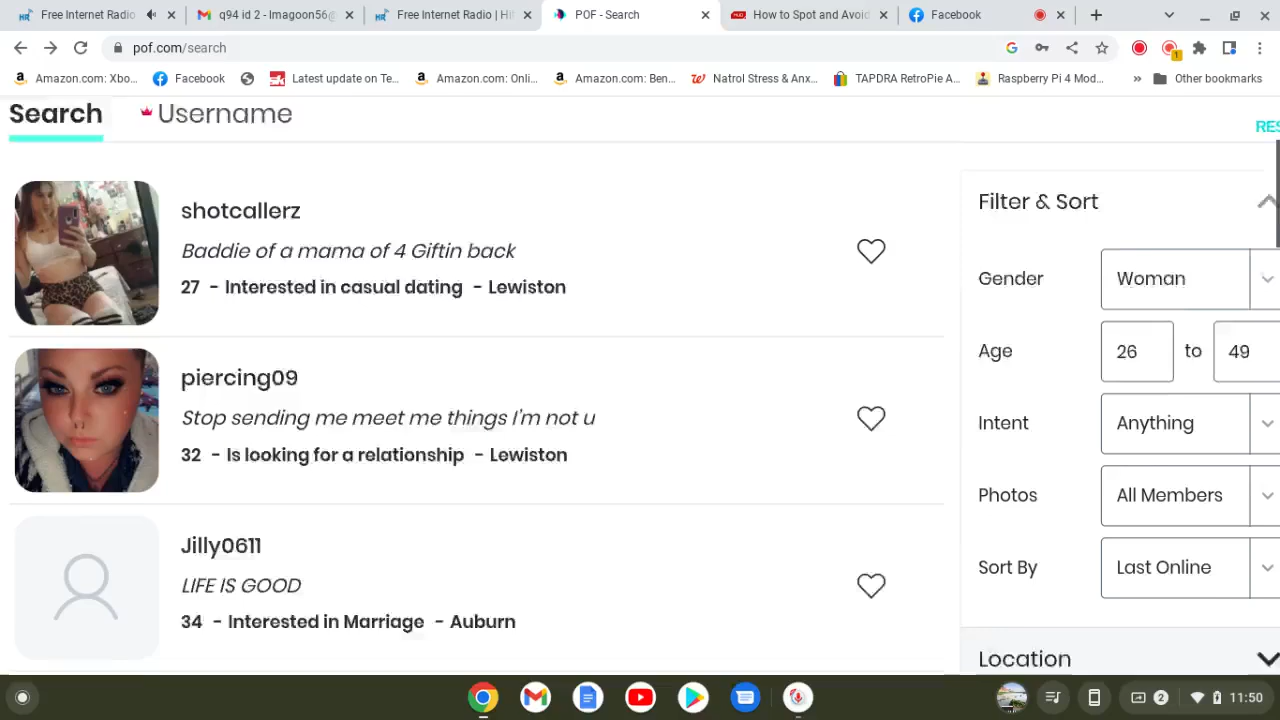 Free Internet Radio
q94 id 2 - Imagoon56@
Free Internet Radio | Hi
POF - Search
How to Spot and Avoid
Facebook
pof.com/search
Amazon.com: Xbo...
Facebook
Latest update on Te...
Amazon.com: Onli...
Amazon.com: Ben...
Natrol Stress & Anx...
TAPDRA RetroPie A...
Raspberry Pi 4 Mod...
»
Other bookmarks
Search
Username
RES
shotcallerz
Baddie of a mama of 4 Giftin back
27 - Interested in casual dating - Lewiston
piercing09
Stop sending me meet me things I'm not u
32 - Is looking for a relationship - Lewiston
Jilly0611
LIFE IS GOOD
34 - Interested in Marriage - Auburn
Filter & Sort
Gender Woman
Age 26 to 49
Intent Anything
Photos All Members
Sort By Last Online
Location
2 11:50